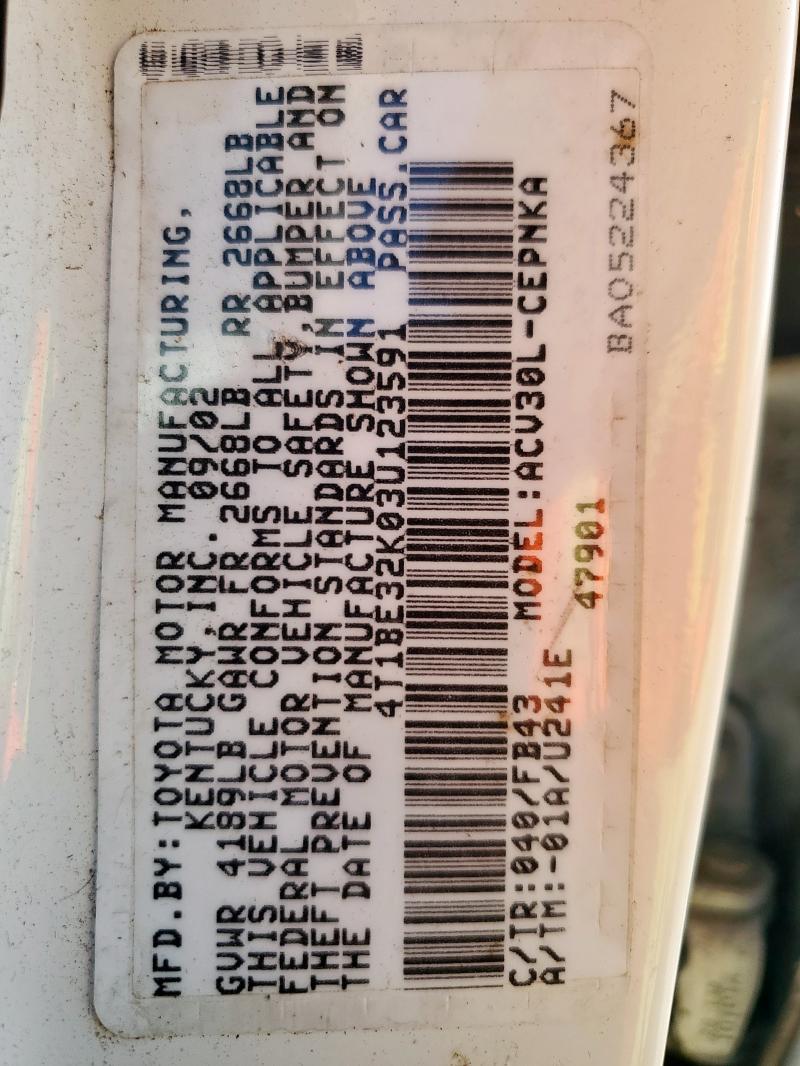 MFD.BY:TOYOTA MOTOR MANUFACTURING,
KENTUCKY,INC. 09/02
GVWR 4189LB GAWR FR 2668LB RR 2668LB
THIS VEHICLE CONFORMS TO ALL APPLICABLE
FEDERAL MOTOR VEHICLE SAFETY,BUMPER AND
THEFT PREVENTION STANDARDS IN EFFECT ON
THE DATE OF MANUFACTURE SHOWN ABOVE
4T1BE32K03U123591 PASS.CAR
C/TR:040/FB43 MODEL:ACV30L-CEPNKA
A/TM:-01A/U241E
47901
BA05224367